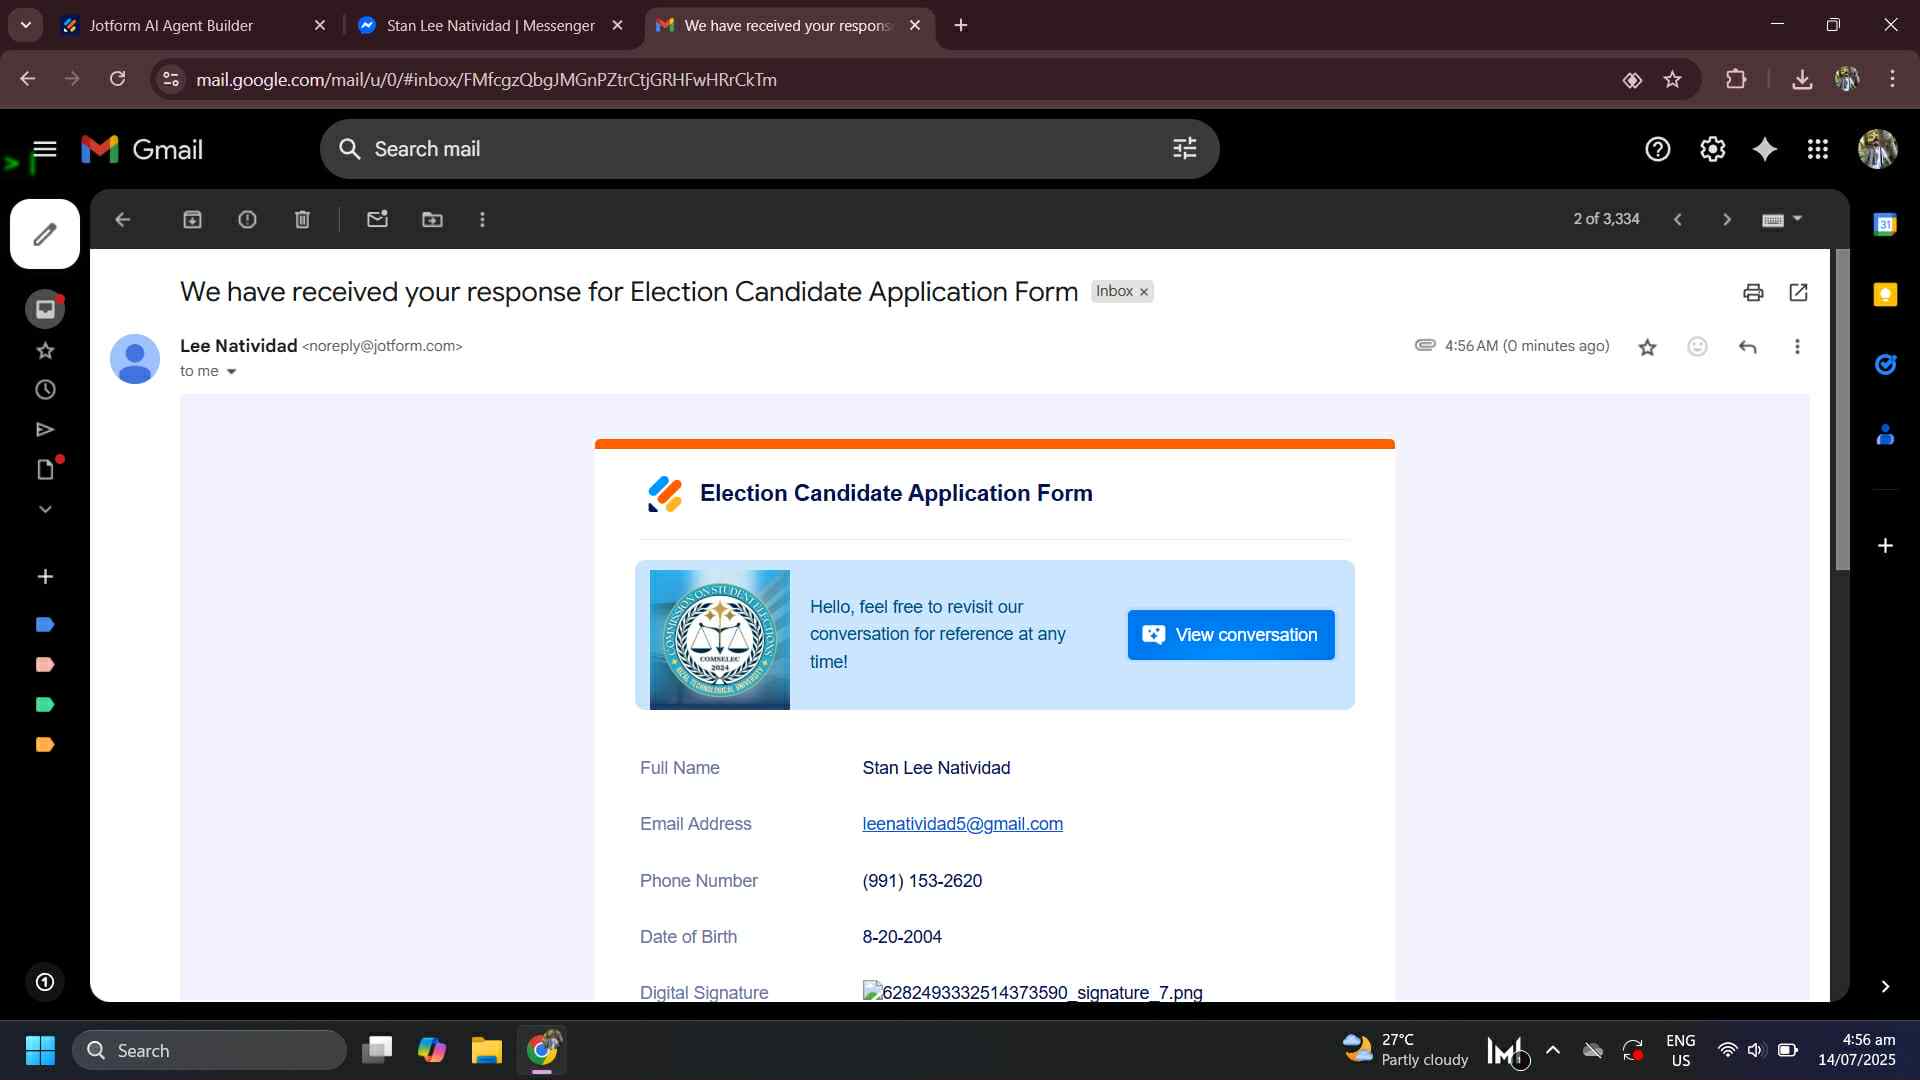 Jotform AI Agent Builder
Stan Lee Natividad | Messenger
We have received your respons
mail.google.com/mail/u/0/#inbox/FMfcgzQbgJMGnPZtrCtjGRHFwHRrCkTm
Gmail
Search mail
2 of 3,334
We have received your response for Election Candidate Application Form
Inbox ×
Lee Natividad <noreply@jotform.com>
4:56 AM (0 minutes ago)
to me
Election Candidate Application Form
COMMISSION ON STUDENT ELECTIONS
COMSELEC
2024
RIZAL TECHNOLOGICAL UNIVERSITY
Hello, feel free to revisit our
conversation for reference at any
time!
View conversation
Full Name Stan Lee Natividad
Email Address leenatividad5@gmail.com
Phone Number (991) 153-2620
Date of Birth 8-20-2004
Digital Signature 6282493332514373590_signature_7.png
31
Search
27°C
Partly cloudy
ENG
US
4:56 am
14/07/2025